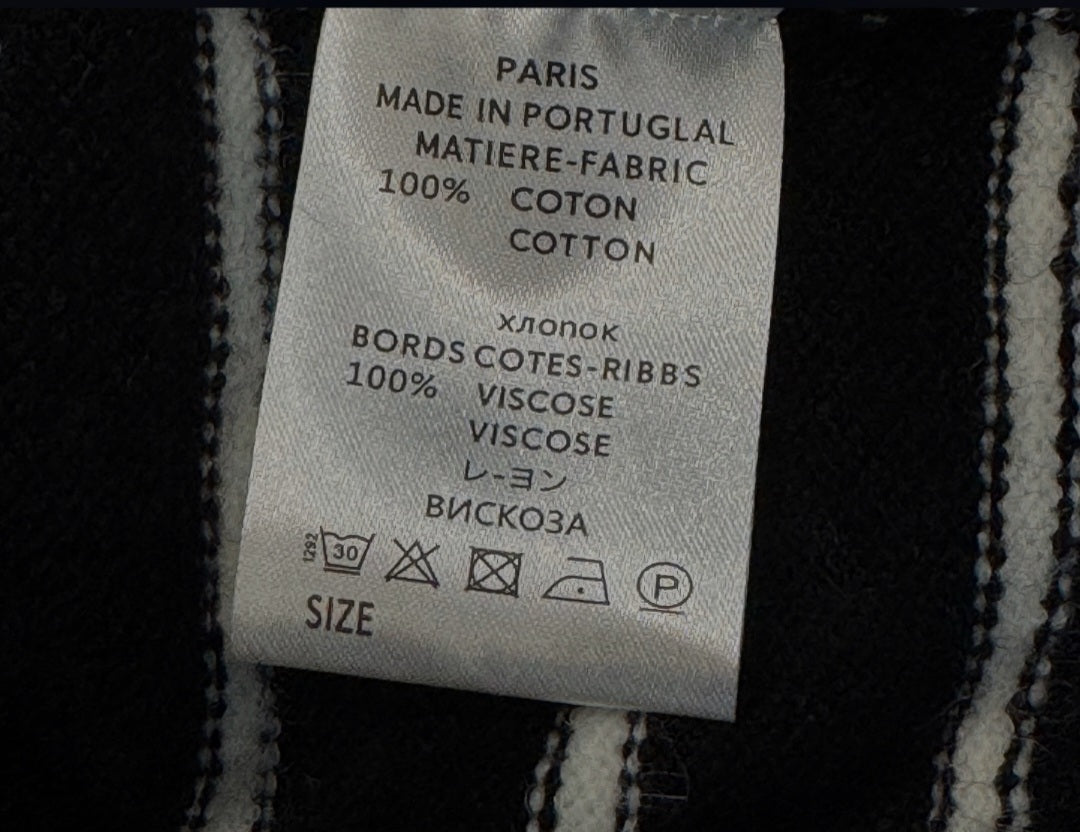 PARIS
MADE IN PORTUGLAL
MATIERE-FABRIC
100% COTON
COTTON
хлопок
BORDS COTES-RIBBS
100% VISCOSE
VISCOSE
レ-ヨン
ВИСКОЗА
1292 30 P
SIZE